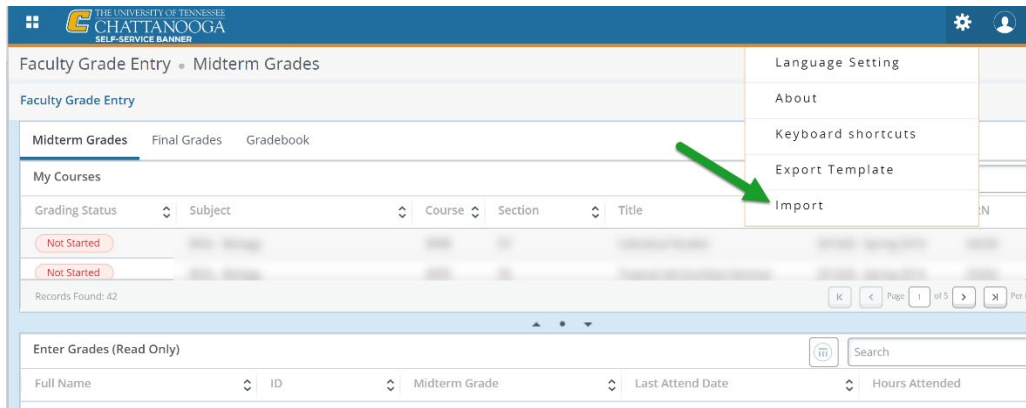 THE UNIVERSITY OF TENNESSEE
CHATTANOOGA
SELF-SERVICE BANNER
Faculty Grade Entry • Midterm Grades
Faculty Grade Entry
Language Setting
About
Keyboard shortcuts
Export Template
Import
Midterm Grades Final Grades Gradebook
My Courses
Grading Status Subject Course Section Title
Not Started
Not Started
Records Found: 42 Page 1 of 5 Per
Enter Grades (Read Only) Search
Full Name ID Midterm Grade Last Attend Date Hours Attended